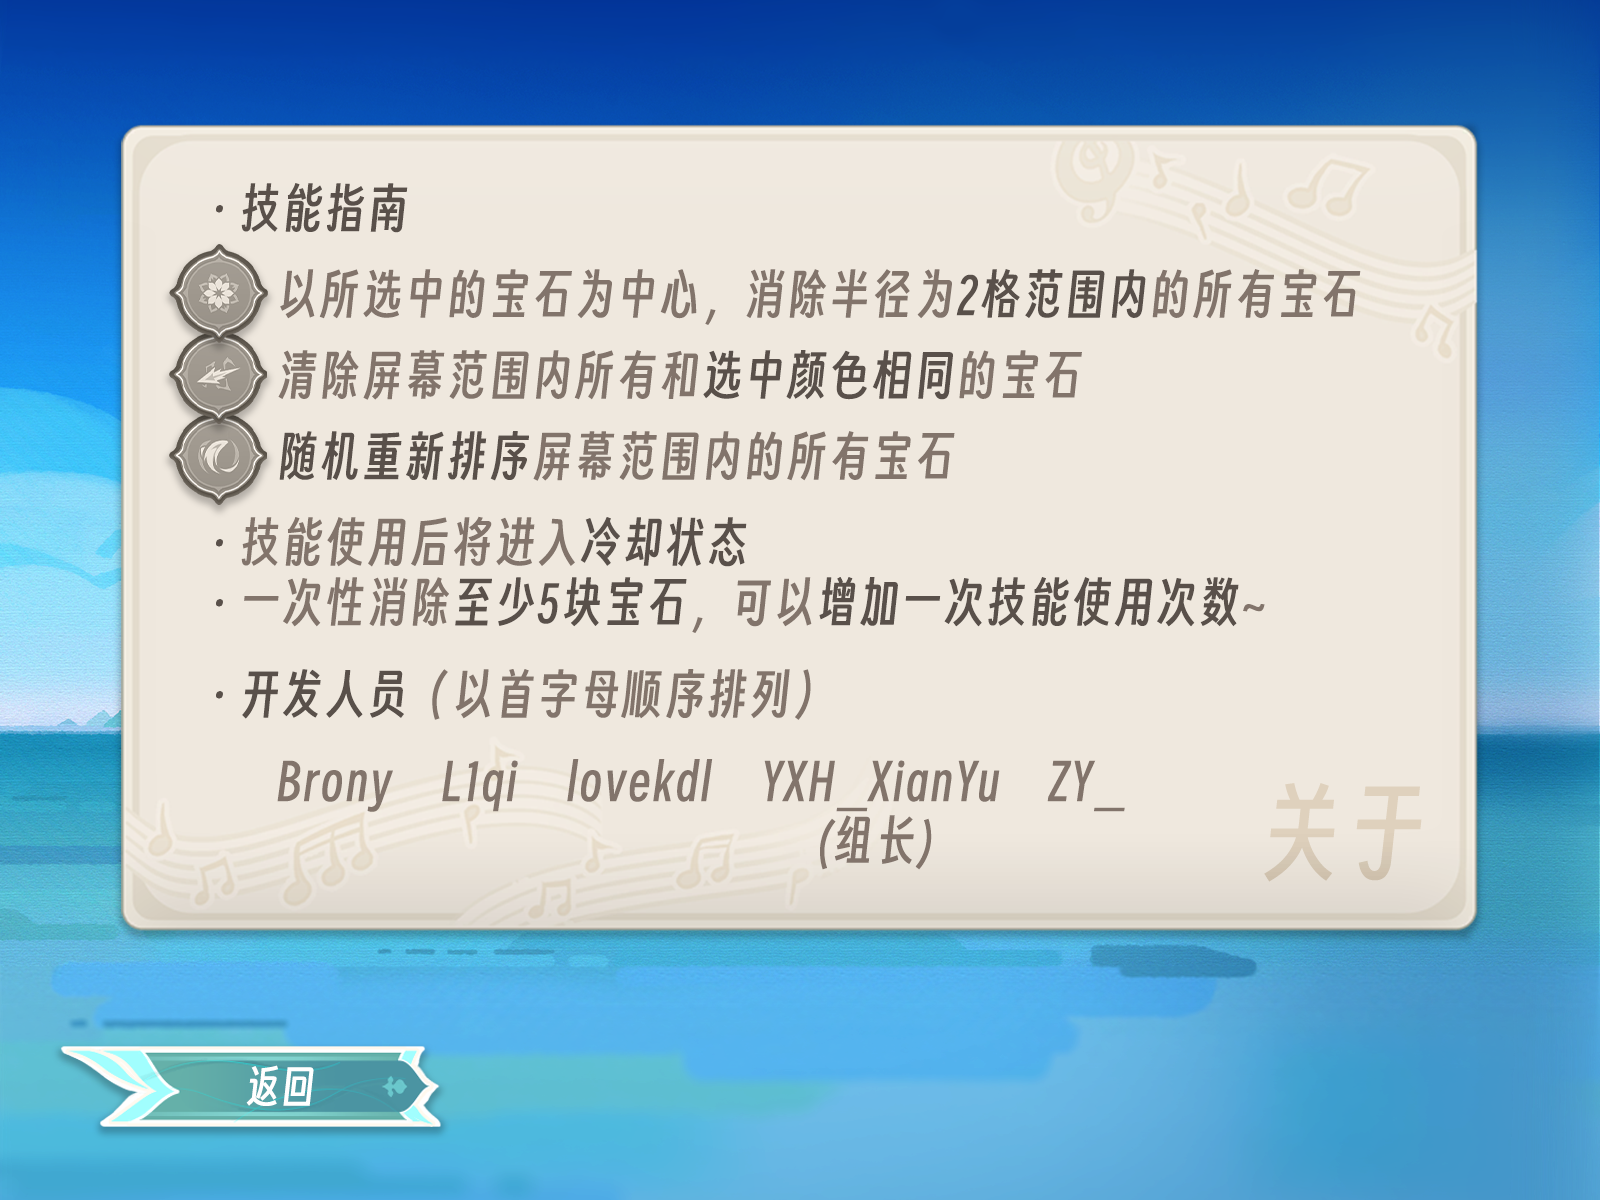 · 技能指南
以所选中的宝石为中心，消除半径为2格范围内的所有宝石
清除屏幕范围内所有和选中颜色相同的宝石
随机重新排序屏幕范围内的所有宝石
· 技能使用后将进入冷却状态
· 一次性消除至少5块宝石，可以增加一次技能使用次数~
· 开发人员（以首字母顺序排列）
Brony L1qi lovekdl YXH_XianYu ZY_
(组长)
关于
返回